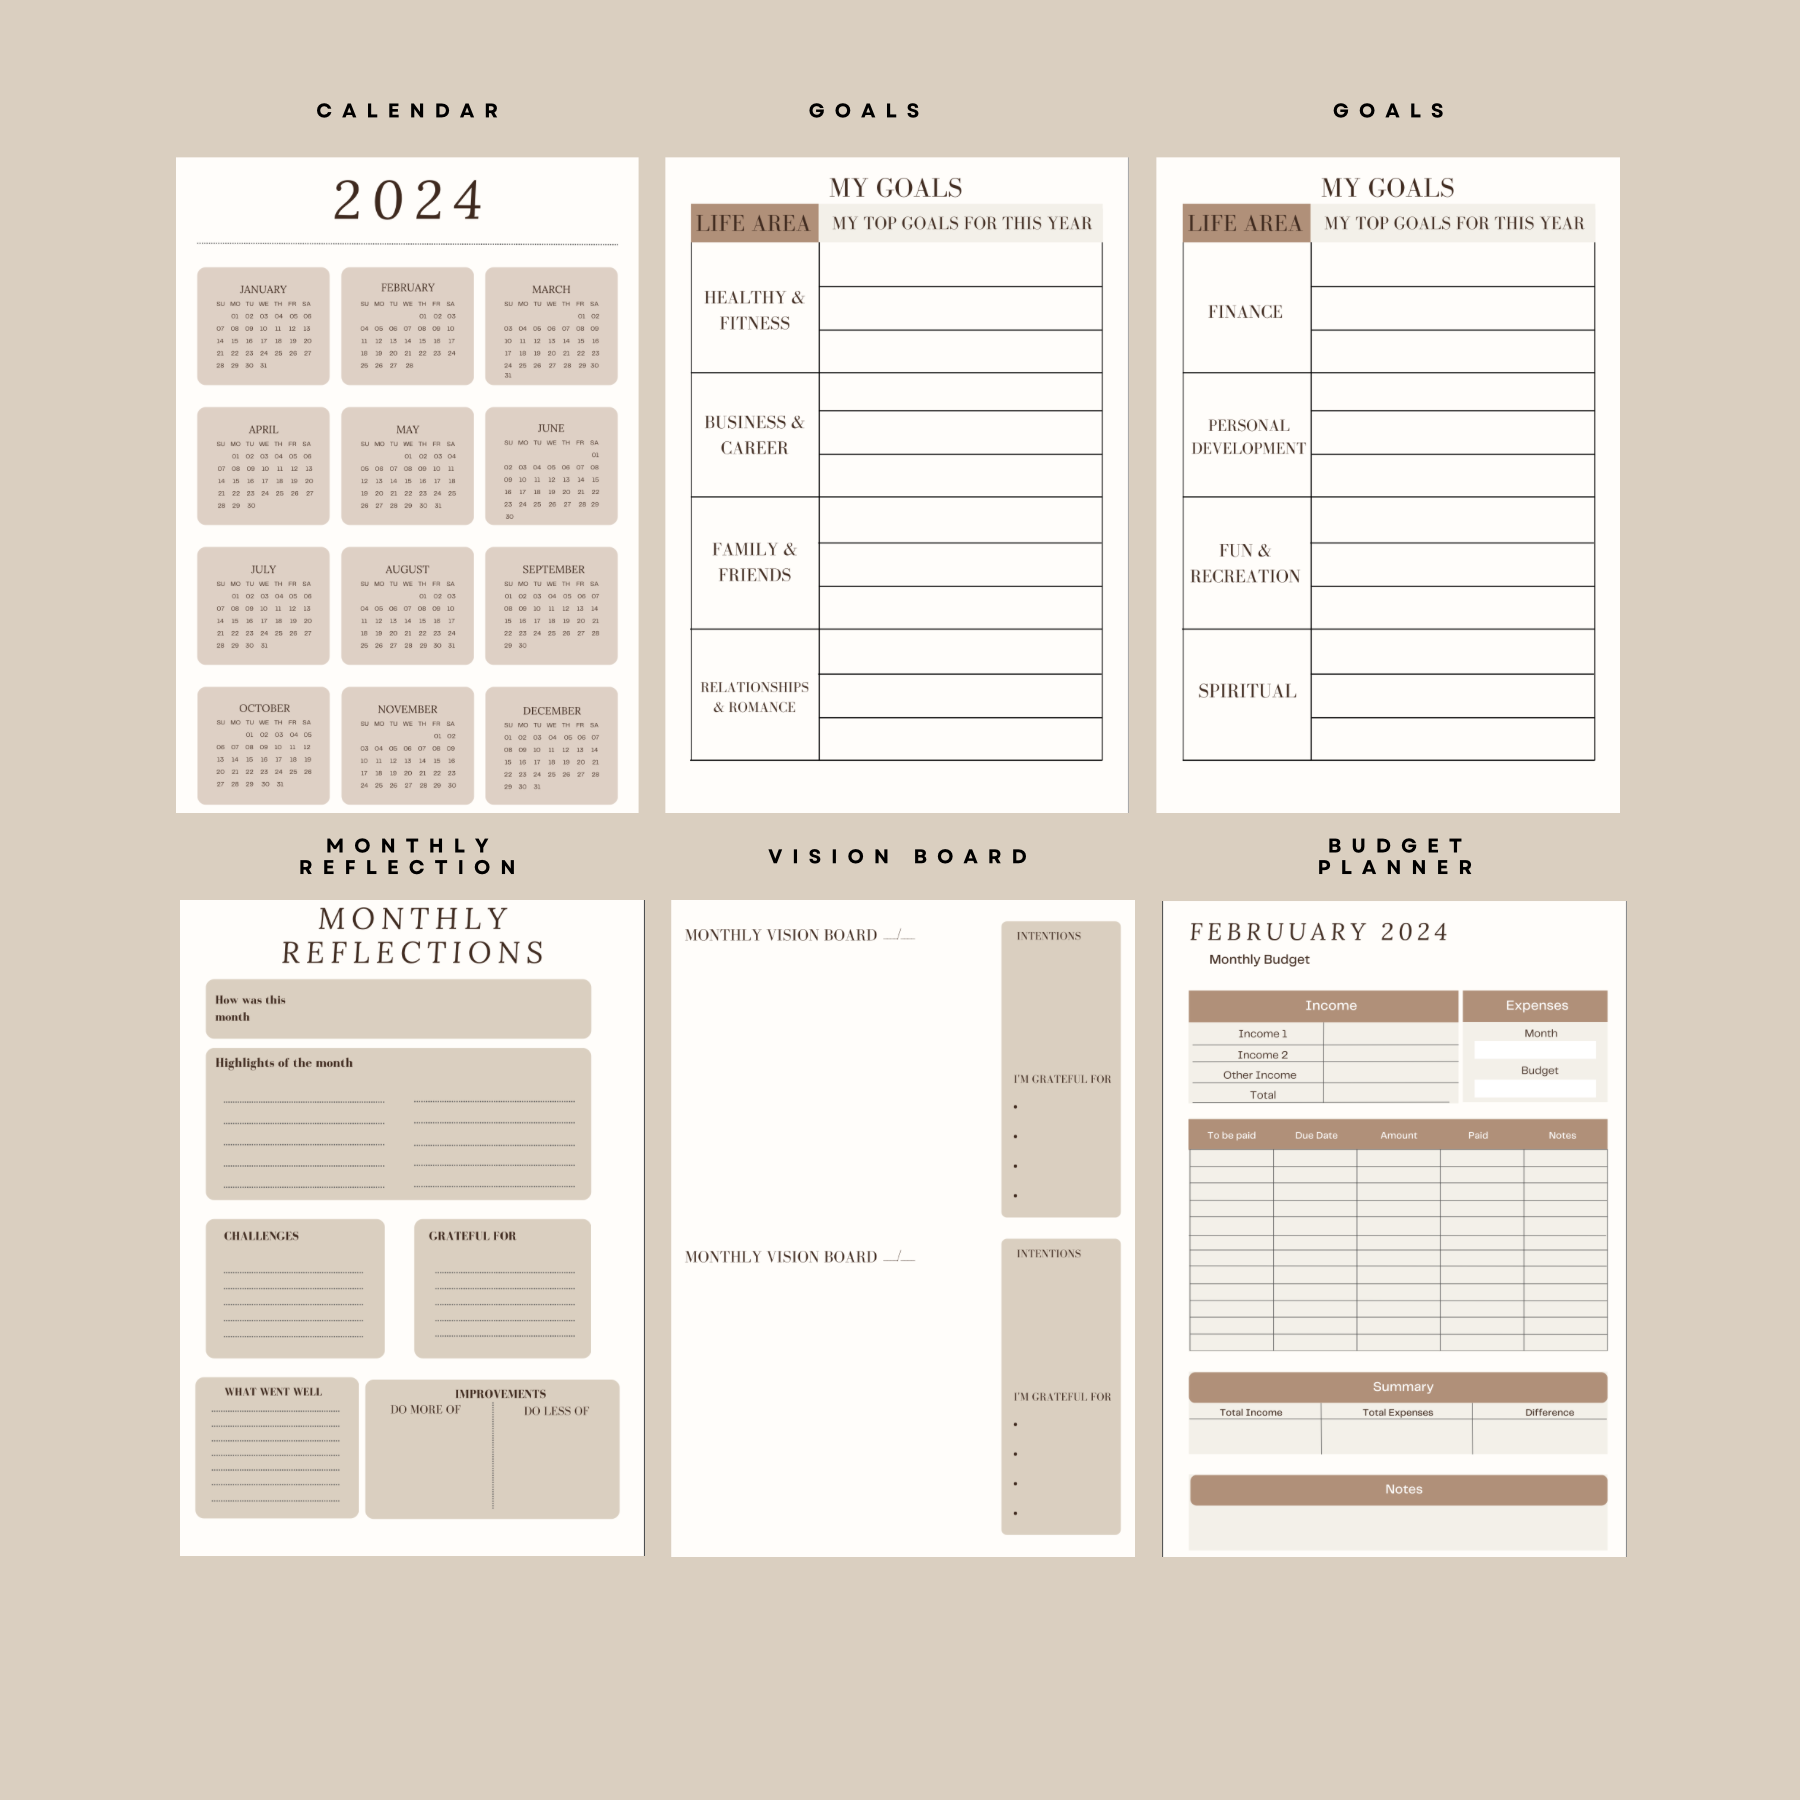 CALENDAR
2024
JANUARY
SU MO TU WE TH FR SA
01 02 03 04 05 06
07 08 09 10 11 12 13
14 15 16 17 18 19 20
21 22 23 24 25 26 27
28 29 30 31
FEBRUARY
SU MO TU WE TH FR SA
01 02 03
04 05 06 07 08 09 10
11 12 13 14 15 16 17
18 19 20 21 22 23 24
25 26 27 28
MARCH
SU MO TU WE TH FR SA
01 02
03 04 05 06 07 08 09
10 11 12 13 14 15 16
17 18 19 20 21 22 23
24 25 26 27 28 29 30
31
APRIL
SU MO TU WE TH FR SA
01 02 03 04 05 06
07 08 09 10 11 12 13
14 15 16 17 18 19 20
21 22 23 24 25 26 27
28 29 30
MAY
SU MO TU WE TH FR SA
01 02 03 04
05 06 07 08 09 10 11
12 13 14 15 16 17 18
19 20 21 22 23 24 25
26 27 28 29 30 31
JUNE
SU MO TU WE TH FR SA
01
02 03 04 05 06 07 08
09 10 11 12 13 14 15
16 17 18 19 20 21 22
23 24 25 26 27 28 29
30
JULY
SU MO TU WE TH FR SA
01 02 03 04 05 06
07 08 09 10 11 12 13
14 15 16 17 18 19 20
21 22 23 24 25 26 27
28 29 30 31
AUGUST
SU MO TU WE TH FR SA
01 02 03
04 05 06 07 08 09 10
11 12 13 14 15 16 17
18 19 20 21 22 23 24
25 26 27 28 29 30 31
SEPTEMBER
SU MO TU WE TH FR SA
01 02 03 04 05 06 07
08 09 10 11 12 13 14
15 16 17 18 19 20 21
22 23 24 25 26 27 28
29 30
OCTOBER
SU MO TU WE TH FR SA
01 02 03 04 05
06 07 08 09 10 11 12
13 14 15 16 17 18 19
20 21 22 23 24 25 26
27 28 29 30 31
NOVEMBER
SU MO TU WE TH FR SA
01 02
03 04 05 06 07 08 09
10 11 12 13 14 15 16
17 18 19 20 21 22 23
24 25 26 27 28 29 30
DECEMBER
SU MO TU WE TH FR SA
01 02 03 04 05 06 07
08 09 10 11 12 13 14
15 16 17 18 19 20 21
22 23 24 25 26 27 28
29 30 31
GOALS
MY GOALS
LIFE AREA MY TOP GOALS FOR THIS YEAR
HEALTHY &
FITNESS
BUSINESS &
CAREER
FAMILY &
FRIENDS
RELATIONSHIPS
& ROMANCE
GOALS
MY GOALS
LIFE AREA MY TOP GOALS FOR THIS YEAR
FINANCE
PERSONAL
DEVELOPMENT
FUN &
RECREATION
SPIRITUAL
MONTHLY
REFLECTION
MONTHLY
REFLECTIONS
How was this
month
Highlights of the month
CHALLENGES
GRATEFUL FOR
WHAT WENT WELL
IMPROVEMENTS
DO MORE OF DO LESS OF
VISION BOARD
MONTHLY VISION BOARD __/__
INTENTIONS
I'M GRATEFUL FOR
MONTHLY VISION BOARD __/__
INTENTIONS
I'M GRATEFUL FOR
BUDGET
PLANNER
FEBRUUARY 2024
Monthly Budget
Income
Income 1
Income 2
Other Income
Total
Expenses
Month
Budget
To be paid Due Date Amount Paid Notes
Summary
Total Income Total Expenses Difference
Notes